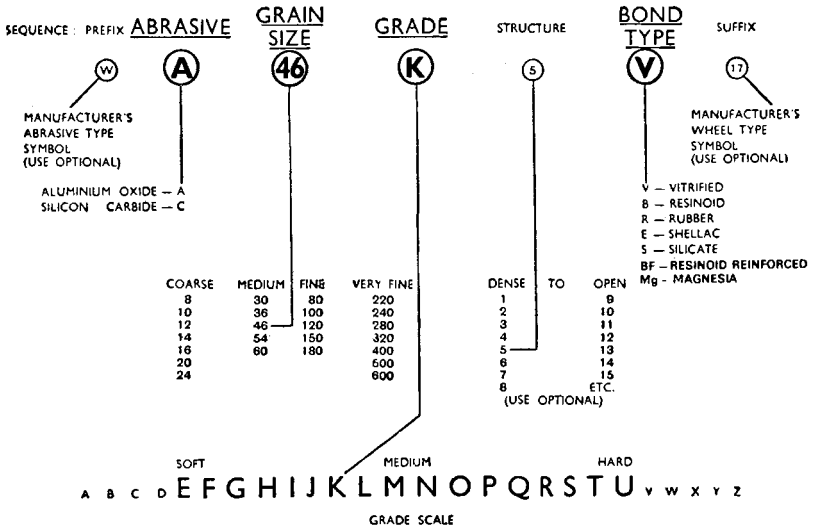 SEQUENCE : PREFIX ABRASIVE GRAIN SIZE GRADE STRUCTURE BOND TYPE SUFFIX
W A 46 K 5 V 17
MANUFACTURER'S
ABRASIVE TYPE
SYMBOL
(USE OPTIONAL)
MANUFACTURER'S
WHEEL TYPE
SYMBOL
(USE OPTIONAL)
ALUMINIUM OXIDE – A
SILICON CARBIDE – C
V – VITRIFIED
B – RESINOID
R – RUBBER
E – SHELLAC
S – SILICATE
BF – RESINOID REINFORCED
Mg - MAGNESIA
COARSE MEDIUM FINE VERY FINE
8 30 80 220
10 36 100 240
12 46 120 280
14 54 150 320
16 60 180 400
20 500
24 600
DENSE TO OPEN
1 9
2 10
3 11
4 12
5 13
6 14
7 15
8 ETC.
(USE OPTIONAL)
SOFT MEDIUM HARD
A B C D E F G H I J K L M N O P Q R S T U V W X Y Z
GRADE SCALE